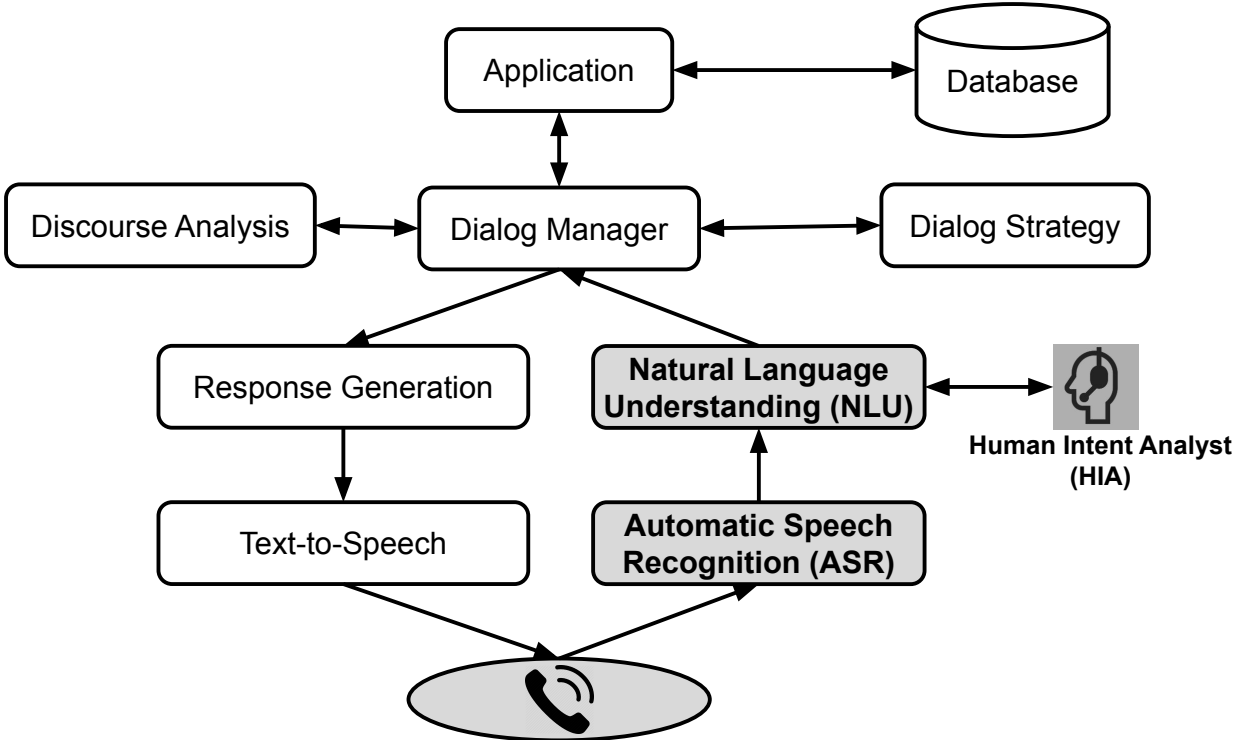 Application
Database
Discourse Analysis
Dialog Manager
Dialog Strategy
Response Generation
Natural Language
Understanding (NLU)
Human Intent Analyst
(HIA)
Text-to-Speech
Automatic Speech
Recognition (ASR)